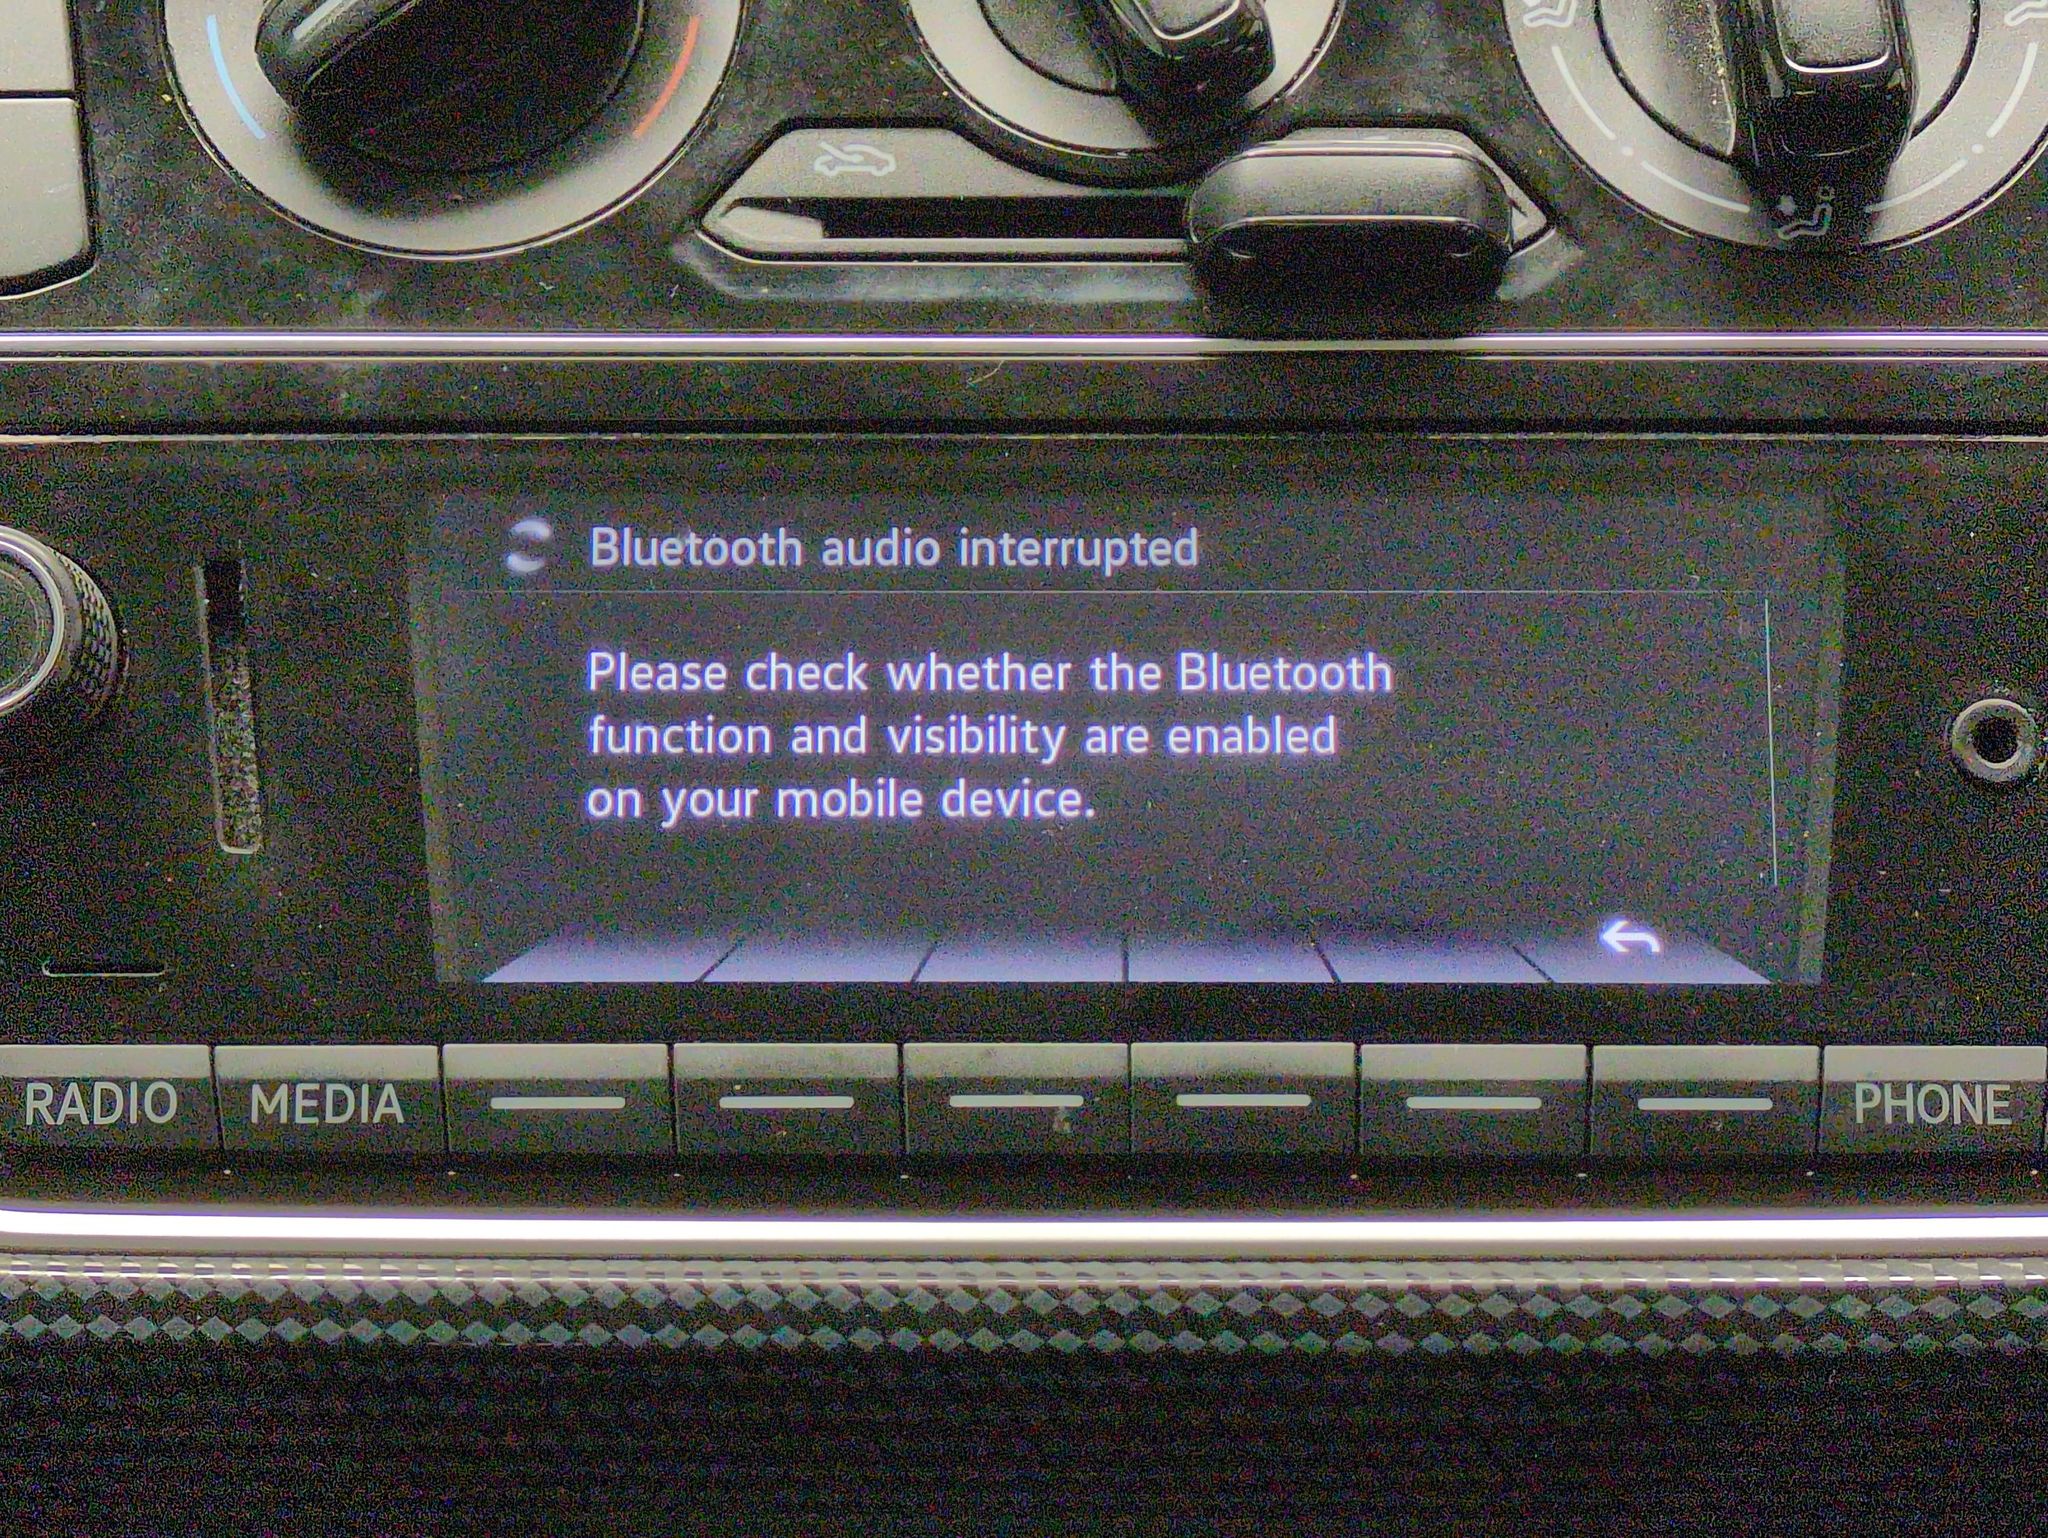 Bluetooth audio interrupted
Please check whether the Bluetooth
function and visibility are enabled
on your mobile device.
RADIO MEDIA PHONE